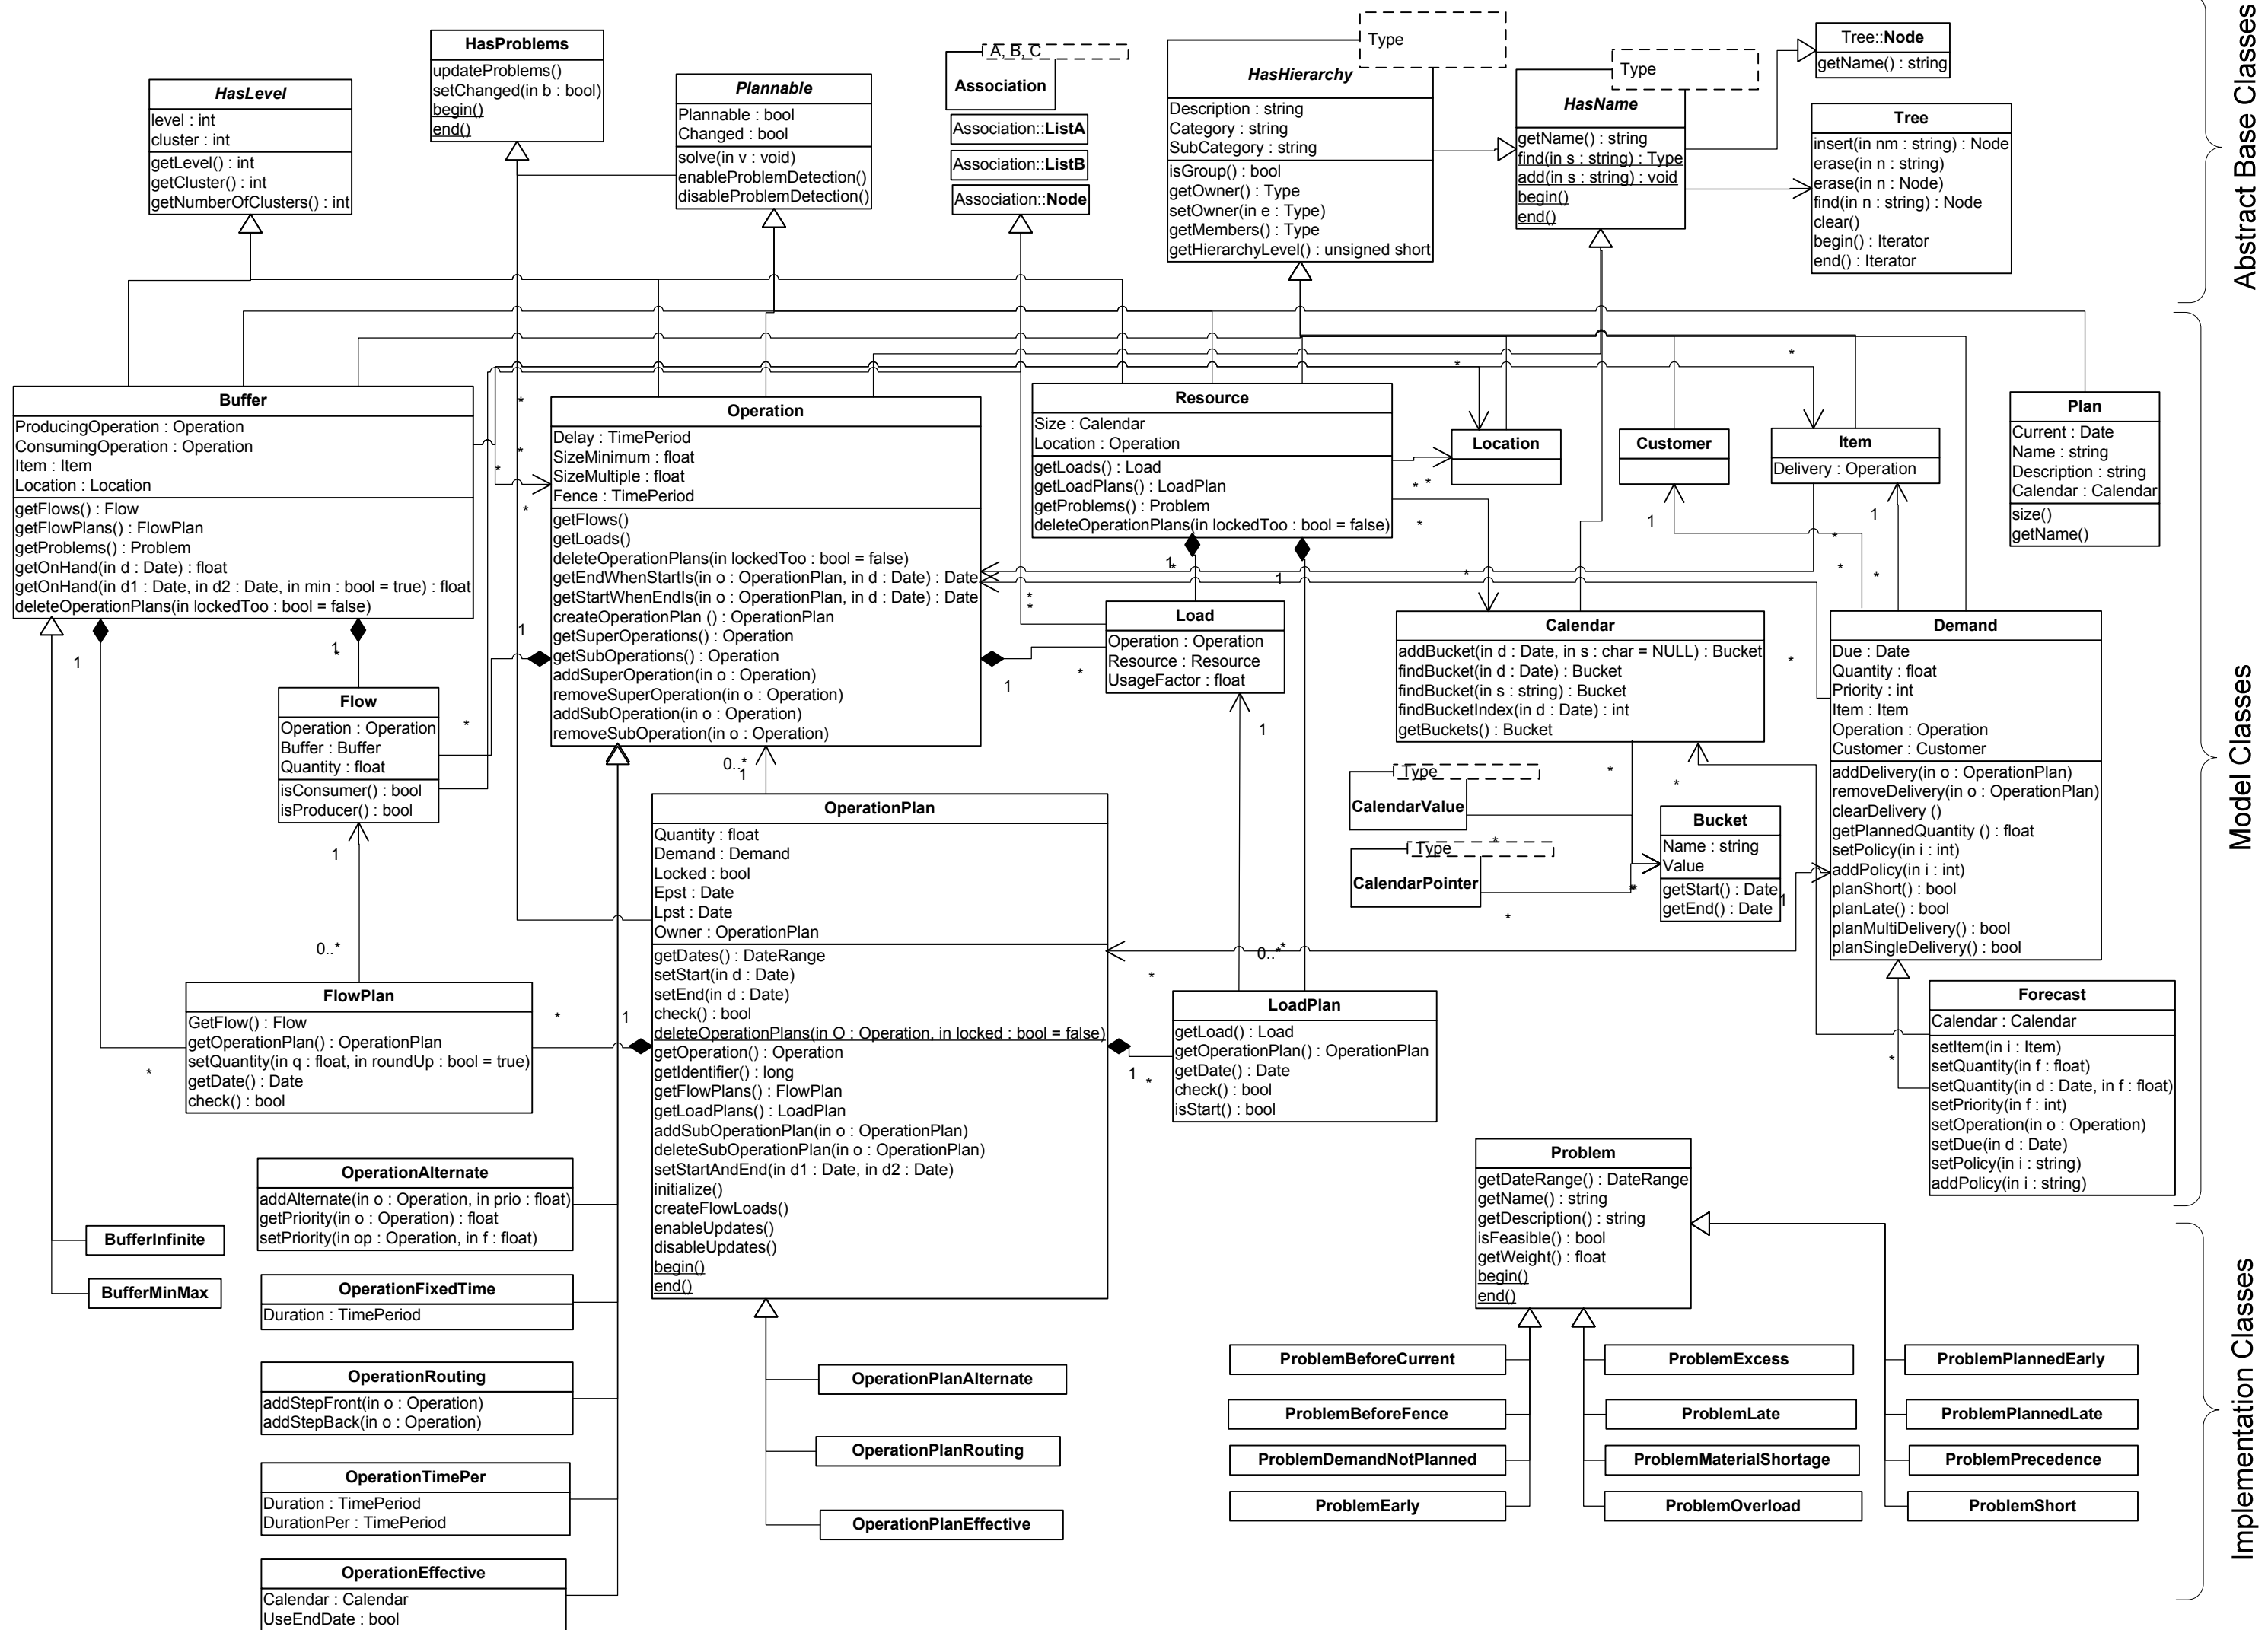 HasLevel
level : int
cluster : int
getLevel() : int
getCluster() : int
getNumberOfClusters() : int
HasProblems
updateProblems()
setChanged(in b : bool)
begin()
end()
Plannable
Plannable : bool
Changed : bool
solve(in v : void)
enableProblemDetection()
disableProblemDetection()
A, B, C
Association
Association::ListA
Association::ListB
Association::Node
Type
HasHierarchy
Description : string
Category : string
SubCategory : string
isGroup() : bool
getOwner() : Type
setOwner(in e : Type)
getMembers() : Type
getHierarchyLevel() : unsigned short
Type
HasName
getName() : string
find(in s : string) : Type
add(in s : string) : void
begin()
end()
Tree::Node
getName() : string
Tree
insert(in nm : string) : Node
erase(in n : string)
erase(in n : Node)
find(in n : string) : Node
clear()
begin() : Iterator
end() : Iterator
Abstract Base Classes
Buffer
ProducingOperation : Operation
ConsumingOperation : Operation
Item : Item
Location : Location
getFlows() : Flow
getFlowPlans() : FlowPlan
getProblems() : Problem
getOnHand(in d : Date) : float
getOnHand(in d1 : Date, in d2 : Date, in min : bool = true) : float
deleteOperationPlans(in lockedToo : bool = false)
*
*
*
*
Operation
Delay : TimePeriod
SizeMinimum : float
SizeMultiple : float
Fence : TimePeriod
getFlows()
getLoads()
deleteOperationPlans(in lockedToo : bool = false)
getEndWhenStartIs(in o : OperationPlan, in d : Date) : Date
getStartWhenEndIs(in o : OperationPlan, in d : Date) : Date
createOperationPlan () : OperationPlan
getSuperOperations() : Operation
getSubOperations() : Operation
addSuperOperation(in o : Operation)
removeSuperOperation(in o : Operation)
addSubOperation(in o : Operation)
removeSubOperation(in o : Operation)
Resource
Size : Calendar
Location : Operation
getLoads() : Load
getLoadPlans() : LoadPlan
getProblems() : Problem
deleteOperationPlans(in lockedToo : bool = false)
*
*
Location
Customer
Item
Delivery : Operation
Plan
Current : Date
Name : string
Description : string
Calendar : Calendar
size()
getName()
* *
*
1
1
*
*
*
*
1
*
1
*
*
Load
Operation : Operation
Resource : Resource
UsageFactor : float
1
*
1
Calendar
addBucket(in d : Date, in s : char = NULL) : Bucket
findBucket(in d : Date) : Bucket
findBucket(in s : string) : Bucket
findBucketIndex(in d : Date) : int
getBuckets() : Bucket
*
*
*
Demand
Due : Date
Quantity : float
Priority : int
Item : Item
Operation : Operation
Customer : Customer
addDelivery(in o : OperationPlan)
removeDelivery(in o : OperationPlan)
clearDelivery ()
getPlannedQuantity () : float
setPolicy(in i : int)
addPolicy(in i : int)
planShort() : bool
planLate() : bool
planMultiDelivery() : bool
planSingleDelivery() : bool
1
1
*
1
Flow
Operation : Operation
Buffer : Buffer
Quantity : float
isConsumer() : bool
isProducer() : bool
*
1
0..*
0..*
1
Type
CalendarValue
*
Type
CalendarPointer
*
*
Bucket
Name : string
Value
getStart() : Date
getEnd() : Date
1
OperationPlan
Quantity : float
Demand : Demand
Locked : bool
Epst : Date
Lpst : Date
Owner : OperationPlan
getDates() : DateRange
setStart(in d : Date)
setEnd(in d : Date)
check() : bool
deleteOperationPlans(in O : Operation, in locked : bool = false)
getOperation() : Operation
getIdentifier() : long
getFlowPlans() : FlowPlan
getLoadPlans() : LoadPlan
addSubOperationPlan(in o : OperationPlan)
deleteSubOperationPlan(in o : OperationPlan)
setStartAndEnd(in d1 : Date, in d2 : Date)
initialize()
createFlowLoads()
enableUpdates()
disableUpdates()
begin()
end()
FlowPlan
GetFlow() : Flow
getOperationPlan() : OperationPlan
setQuantity(in q : float, in roundUp : bool = true)
getDate() : Date
check() : bool
*
*
1
*
0..*
*
LoadPlan
getLoad() : Load
getOperationPlan() : OperationPlan
getDate() : Date
check() : bool
isStart() : bool
1
*
Forecast
Calendar : Calendar
setItem(in i : Item)
setQuantity(in f : float)
setQuantity(in d : Date, in f : float)
setPriority(in f : int)
setOperation(in o : Operation)
setDue(in d : Date)
setPolicy(in i : string)
addPolicy(in i : string)
*
Model Classes
BufferInfinite
BufferMinMax
OperationAlternate
addAlternate(in o : Operation, in prio : float)
getPriority(in o : Operation) : float
setPriority(in op : Operation, in f : float)
OperationFixedTime
Duration : TimePeriod
OperationRouting
addStepFront(in o : Operation)
addStepBack(in o : Operation)
OperationTimePer
Duration : TimePeriod
DurationPer : TimePeriod
OperationEffective
Calendar : Calendar
UseEndDate : bool
OperationPlanAlternate
OperationPlanRouting
OperationPlanEffective
Problem
getDateRange() : DateRange
getName() : string
getDescription() : string
isFeasible() : bool
getWeight() : float
begin()
end()
ProblemBeforeCurrent
ProblemBeforeFence
ProblemDemandNotPlanned
ProblemEarly
ProblemExcess
ProblemLate
ProblemMaterialShortage
ProblemOverload
ProblemPlannedEarly
ProblemPlannedLate
ProblemPrecedence
ProblemShort
Implementation Classes